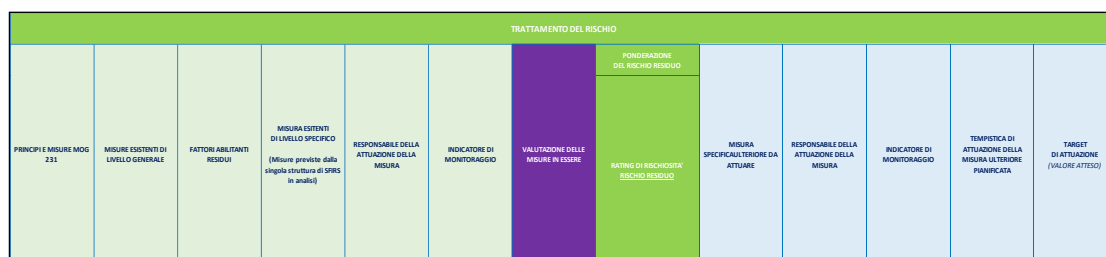 TRATTAMENTO DEL RISCHIO
PONDERAZIONE
DEL RISCHIO RESIDUO
PRINCIPI E MISURE MOG
231
MISURE ESISTENTI DI
LIVELLO GENERALE
FATTORI ABILITANTI
RESIDUI
MISURA ESITENTI
DI LIVELLO SPECIFICO
(Misure previste dalla
singola struttura di SFIRS
in analisi)
RESPONSABILE DELLA
ATTUAZIONE DELLA
MISURA
INDICATORE DI
MONITORAGGIO
VALUTAZIONE DELLE
MISURE IN ESSERE
RATING DI RISCHIOSITA'
RISCHIO RESIDUO
MISURA
SPECIFICAULTERIORE DA
ATTUARE
RESPONSABILE DELLA
ATTUAZIONE DELLA
MISURA
INDICATORE DI
MONITORAGGIO
TEMPISTICA DI
ATTUAZIONE DELLA
MISURA ULTERIORE
PIANIFICATA
TARGET
DI ATTUAZIONE
(VALORE ATTESO)